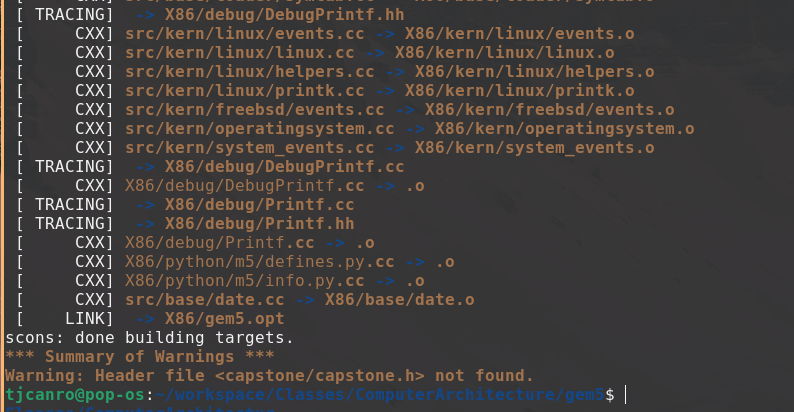 [ TRACING]  -> X86/debug/DebugPrintf.hh
[     CXX] src/kern/linux/events.cc -> X86/kern/linux/events.o
[     CXX] src/kern/linux/linux.cc -> X86/kern/linux/linux.o
[     CXX] src/kern/linux/helpers.cc -> X86/kern/linux/helpers.o
[     CXX] src/kern/linux/printk.cc -> X86/kern/linux/printk.o
[     CXX] src/kern/freebsd/events.cc -> X86/kern/freebsd/events.o
[     CXX] src/kern/operatingsystem.cc -> X86/kern/operatingsystem.o
[     CXX] src/kern/system_events.cc -> X86/kern/system_events.o
[ TRACING]  -> X86/debug/DebugPrintf.cc
[     CXX] X86/debug/DebugPrintf.cc -> .o
[ TRACING]  -> X86/debug/Printf.cc
[ TRACING]  -> X86/debug/Printf.hh
[     CXX] X86/debug/Printf.cc -> .o
[     CXX] X86/python/m5/defines.py.cc -> .o
[     CXX] X86/python/m5/info.py.cc -> .o
[     CXX] src/base/date.cc -> X86/base/date.o
[    LINK]  -> X86/gem5.opt
scons: done building targets.
*** Summary of Warnings ***
Warning: Header file <capstone/capstone.h> not found.
tjcanro@pop-os:~/workspace/Classes/ComputerArchitecture/gem5$